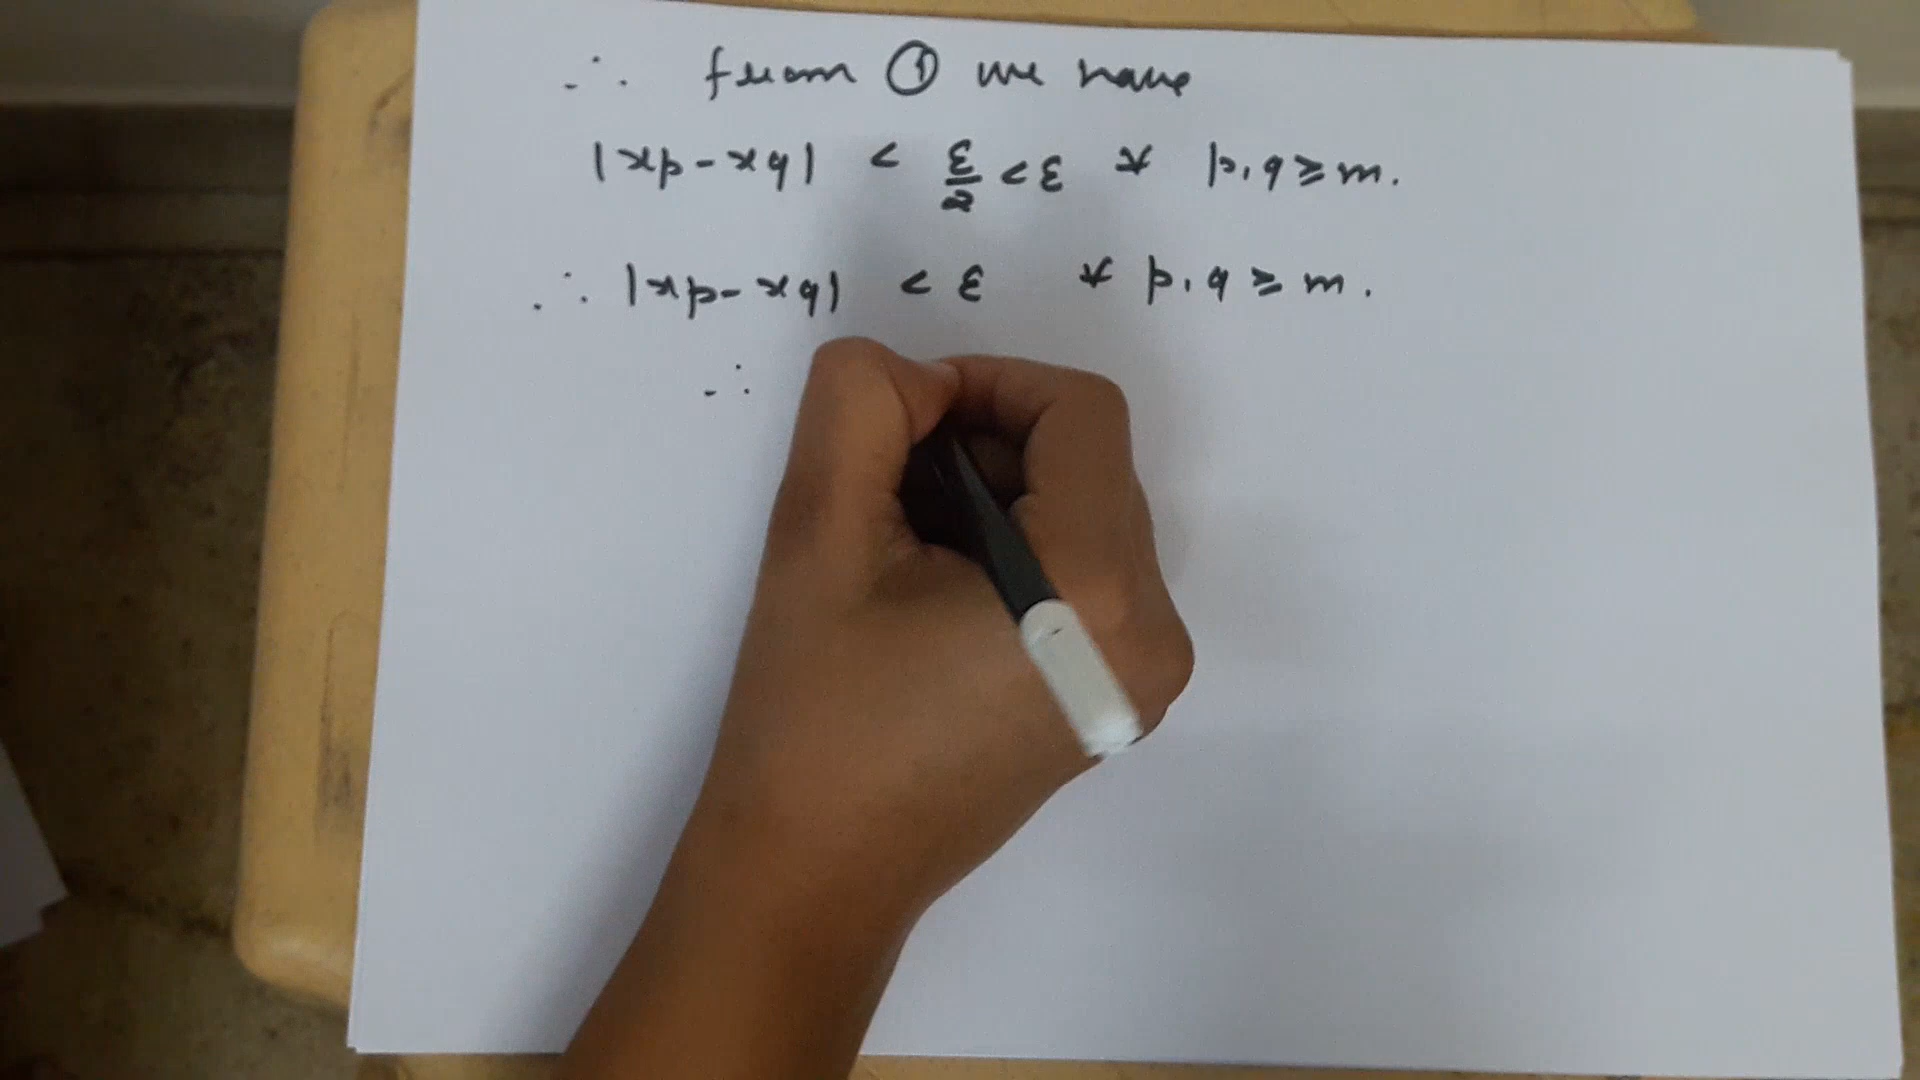 ∴ from ① we have
|xp-xq| < ε/2 < ε ∀ p,q ≥ m.
∴ |xp-xq| < ε ∀ p,q ≥ m.
∴